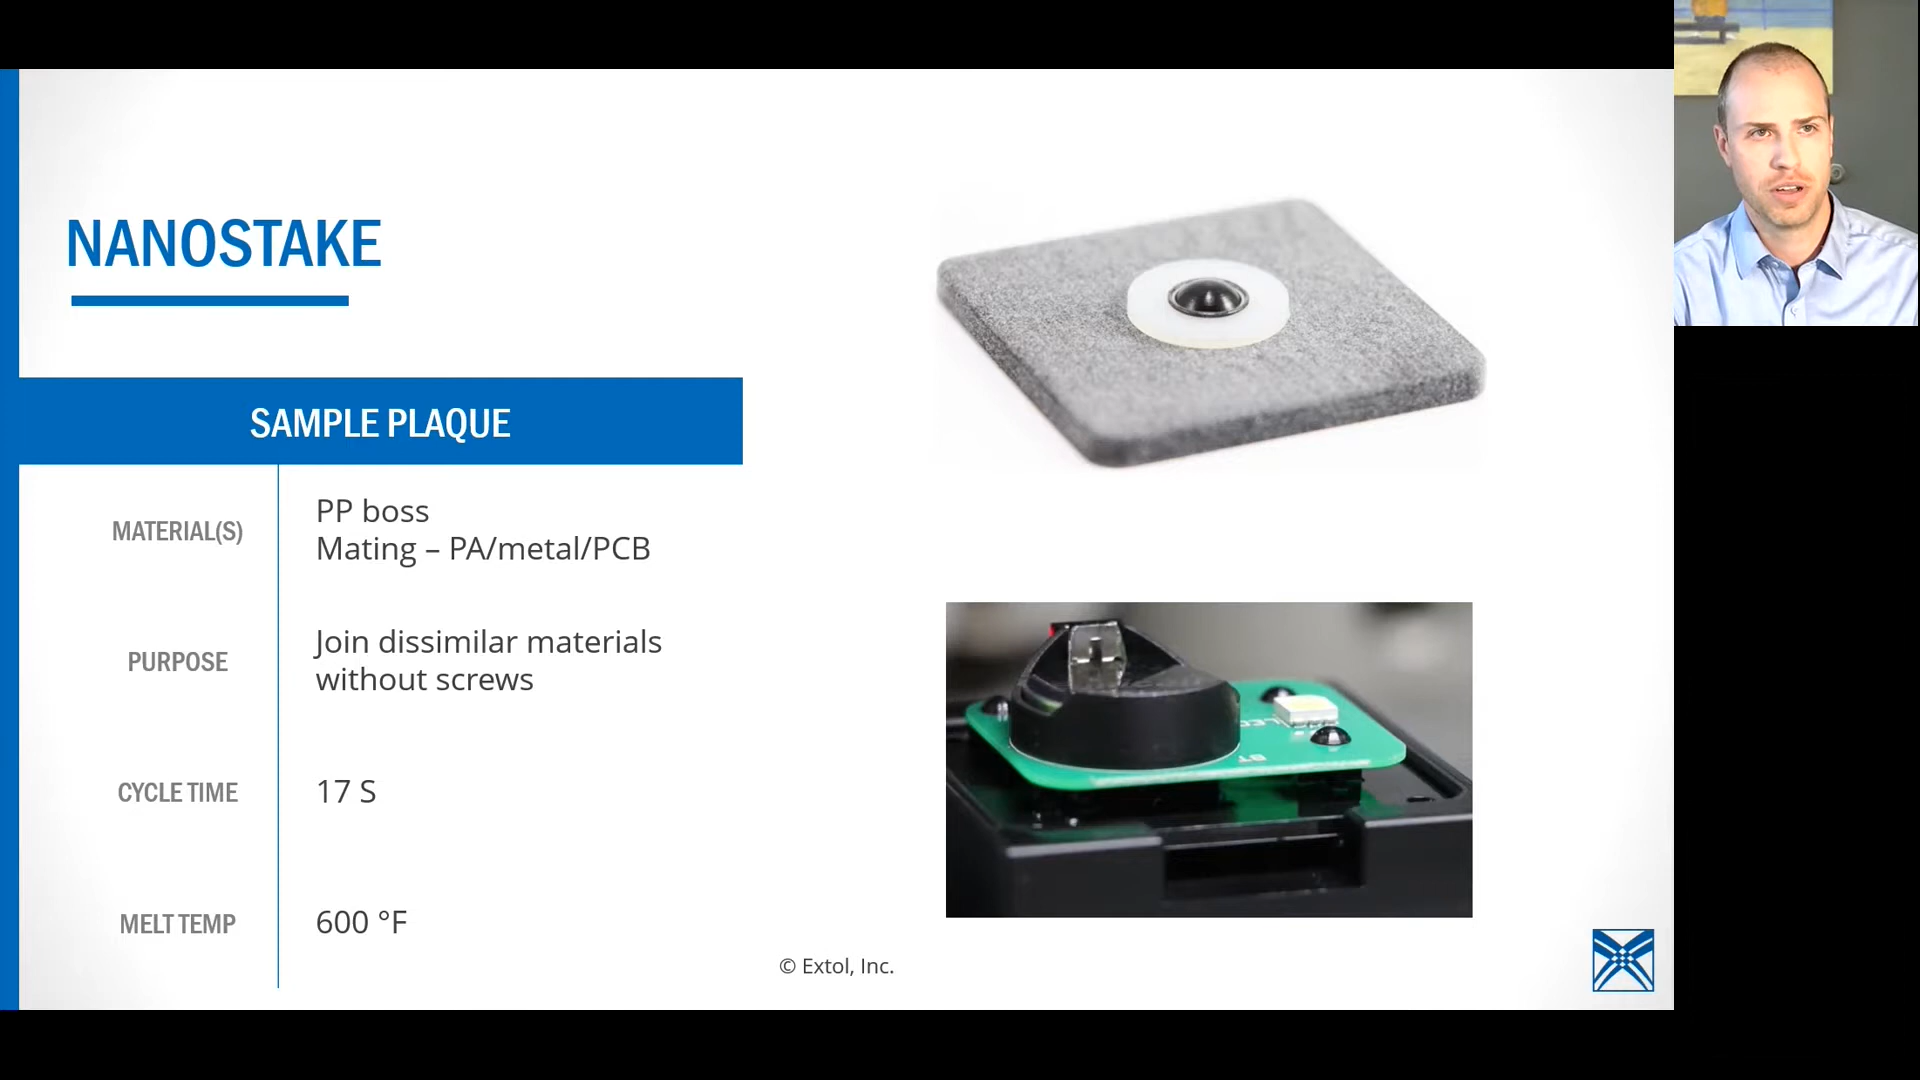 NANOSTAKE
SAMPLE PLAQUE
MATERIAL(S)
PP boss
Mating – PA/metal/PCB
PURPOSE
Join dissimilar materials
without screws
CYCLE TIME
17 S
MELT TEMP
600 °F
© Extol, Inc.